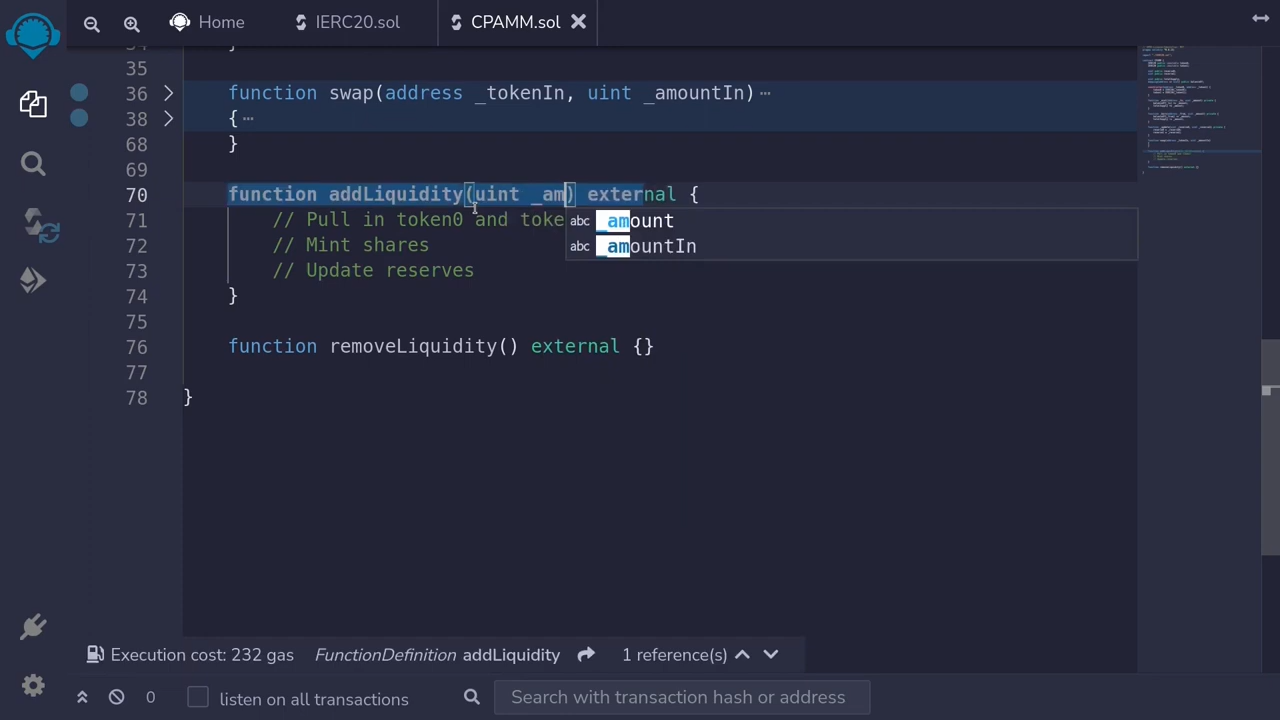 Home IERC20.sol CPAMM.sol
35
36 function swap(address _tokenIn, uint _amountIn) ⋯
38 { ⋯
68 }
69
70 function addLiquidity(uint _am) external {
71 // Pull in token0 and toke
_amount
72 // Mint shares
_amountIn
73 // Update reserves
74 }
75
76 function removeLiquidity() external {}
77
78 }
Execution cost: 232 gas FunctionDefinition addLiquidity 1 reference(s)
0 listen on all transactions Search with transaction hash or address